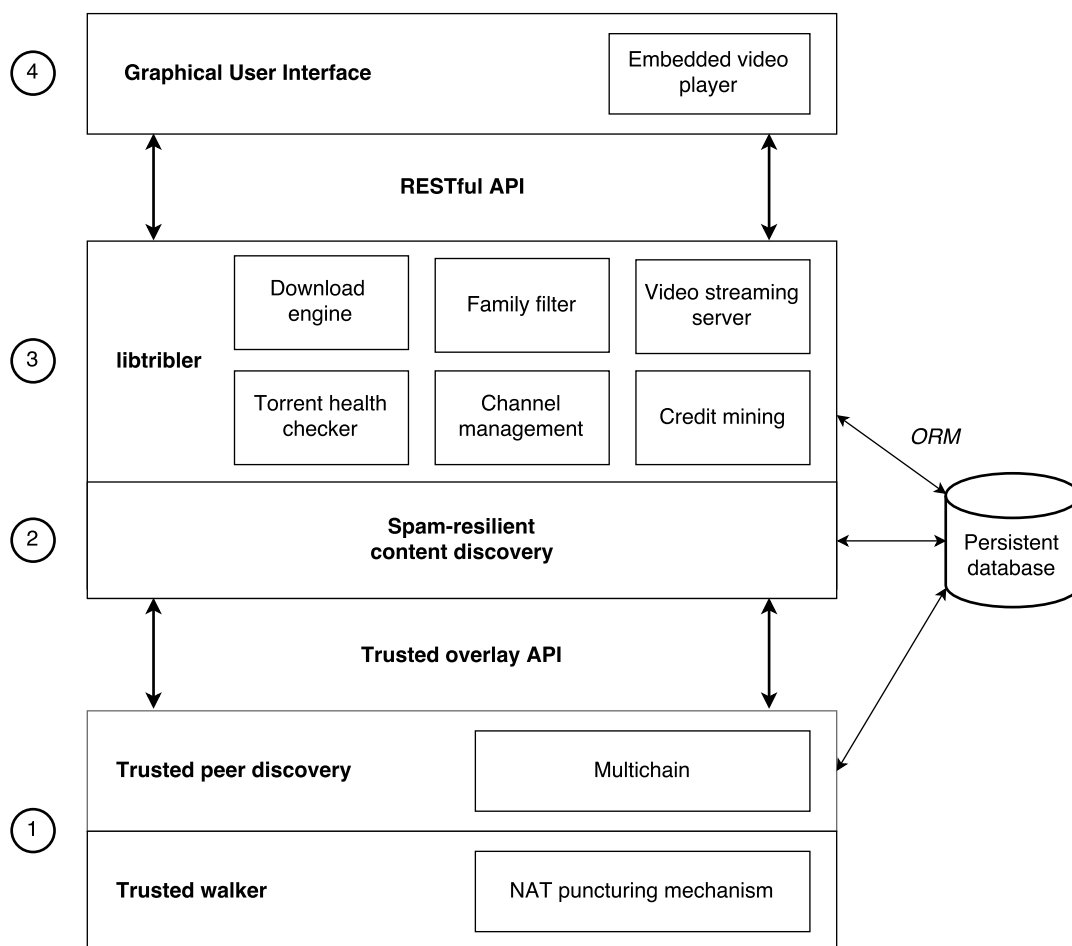 4
Graphical User Interface
Embedded video
player
RESTful API
3
libtribler
Download
engine
Family filter
Video streaming
server
Torrent health
checker
Channel
management
Credit mining
ORM
2
Spam-resilient
content discovery
Persistent
database
Trusted overlay API
1
Trusted peer discovery
Multichain
Trusted walker
NAT puncturing mechanism